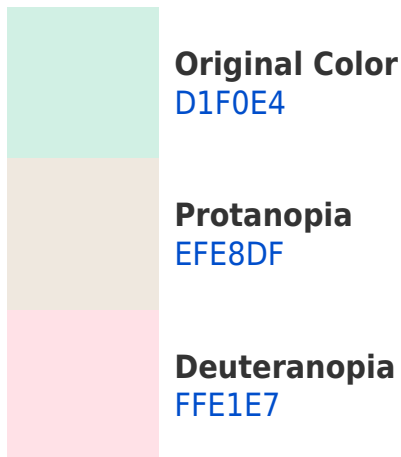 Original Color
D1F0E4
Protanopia
EFE8DF
Deuteranopia
FFE1E7